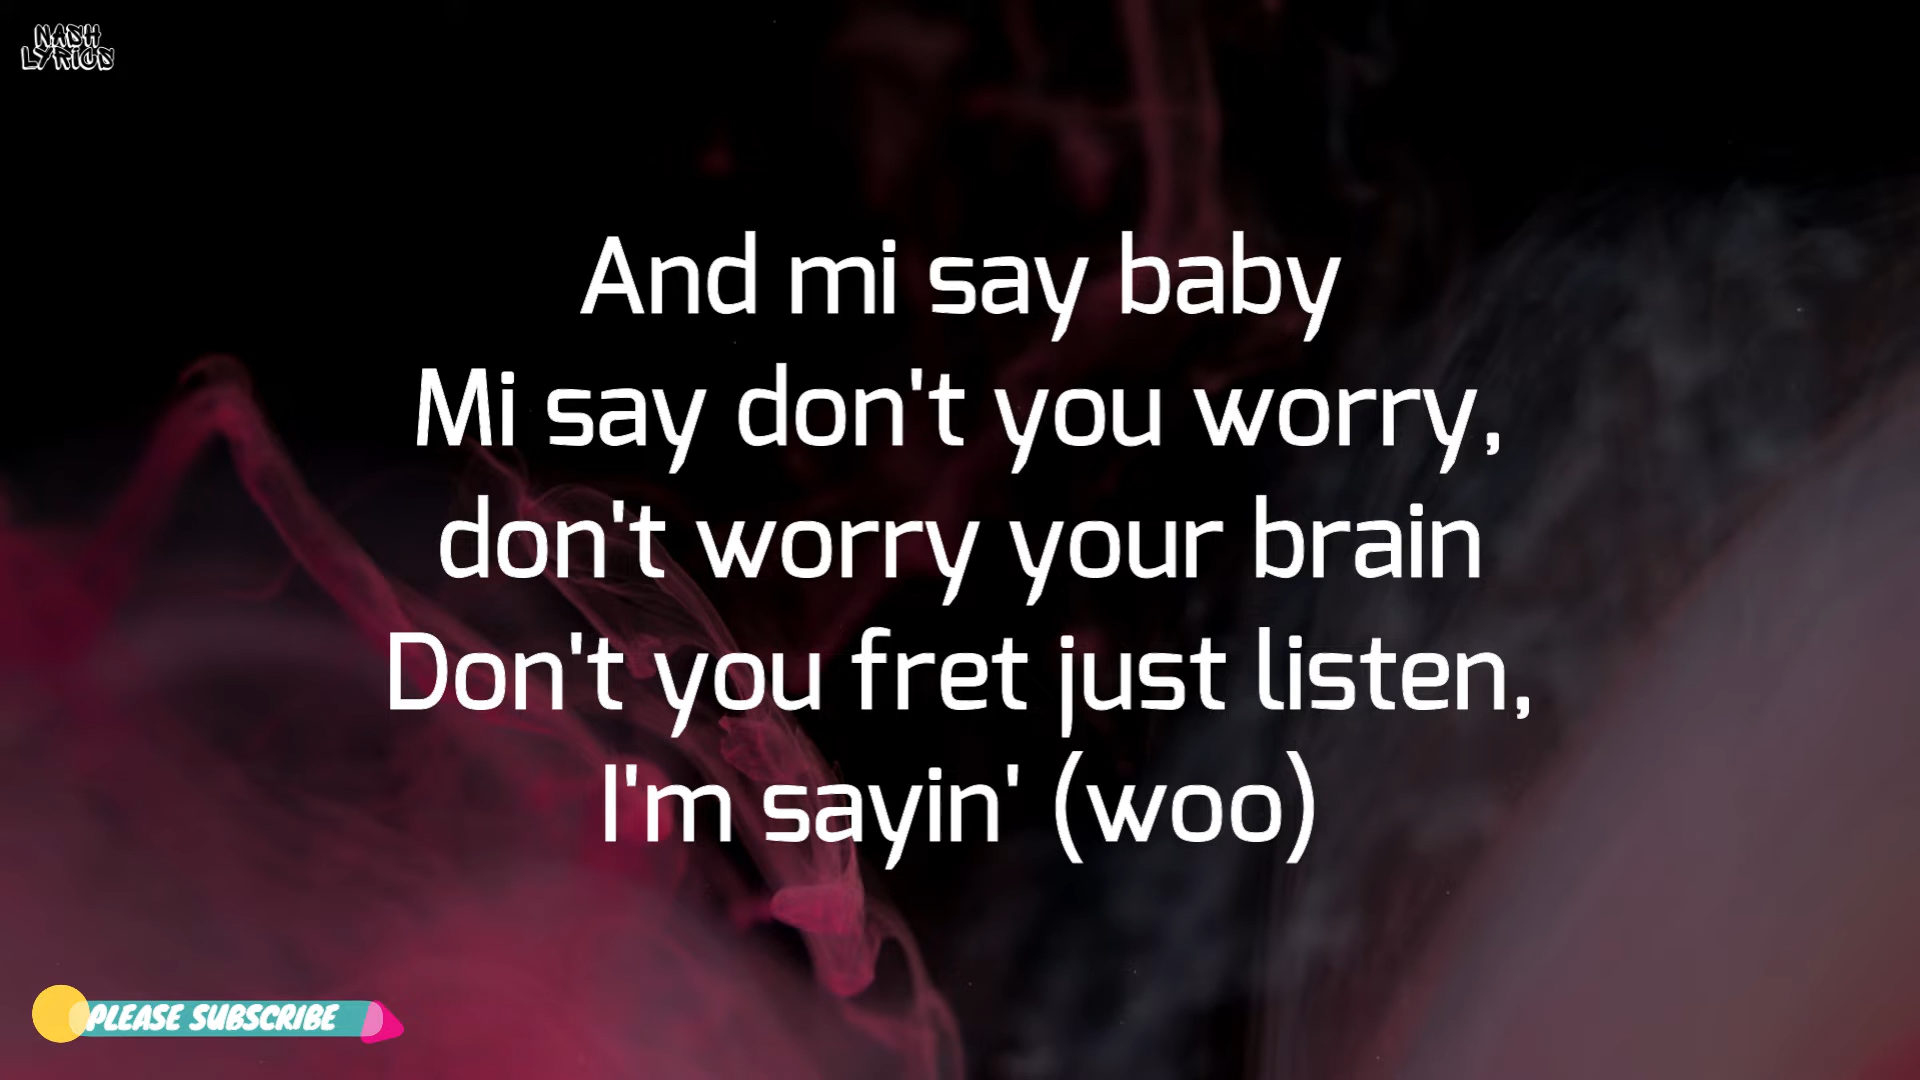 NASH
LYRICS
And mi say baby
Mi say don't you worry,
don't worry your brain
Don't you fret just listen,
I'm sayin' (woo)
PLEASE SUBSCRIBE